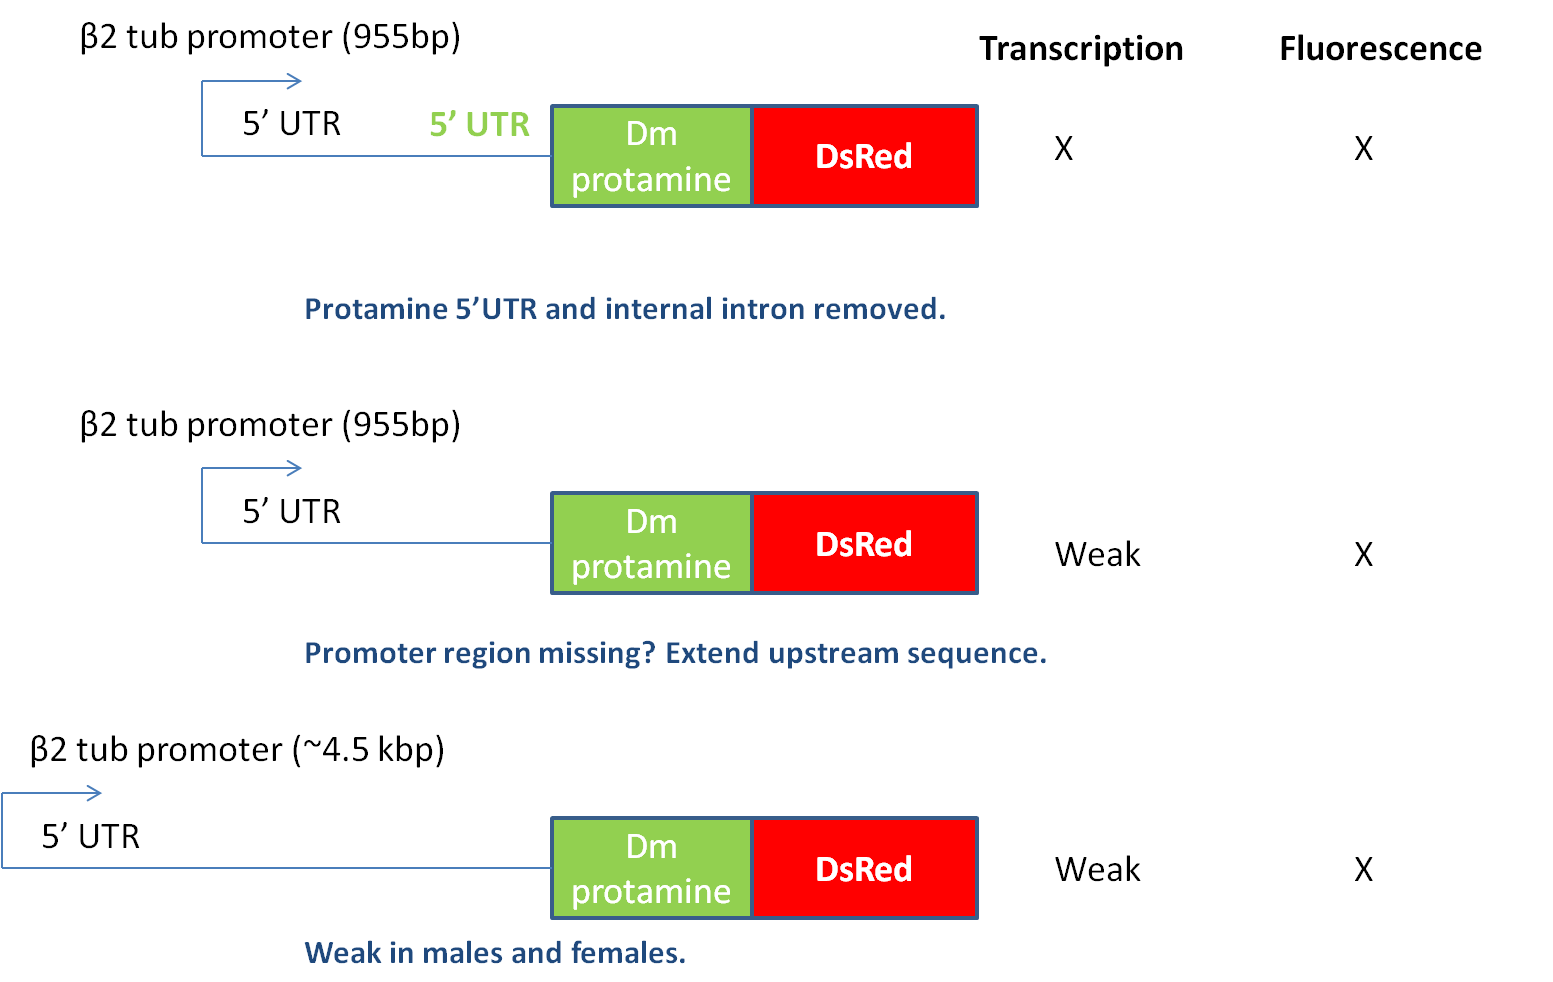 β2 tub promoter (955bp)
Transcription Fluorescence
5’ UTR 5’ UTR Dm protamine DsRed X X
Protamine 5’UTR and internal intron removed.
β2 tub promoter (955bp)
5’ UTR Dm protamine DsRed Weak X
Promoter region missing? Extend upstream sequence.
β2 tub promoter (~4.5 kbp)
5’ UTR Dm protamine DsRed Weak X
Weak in males and females.